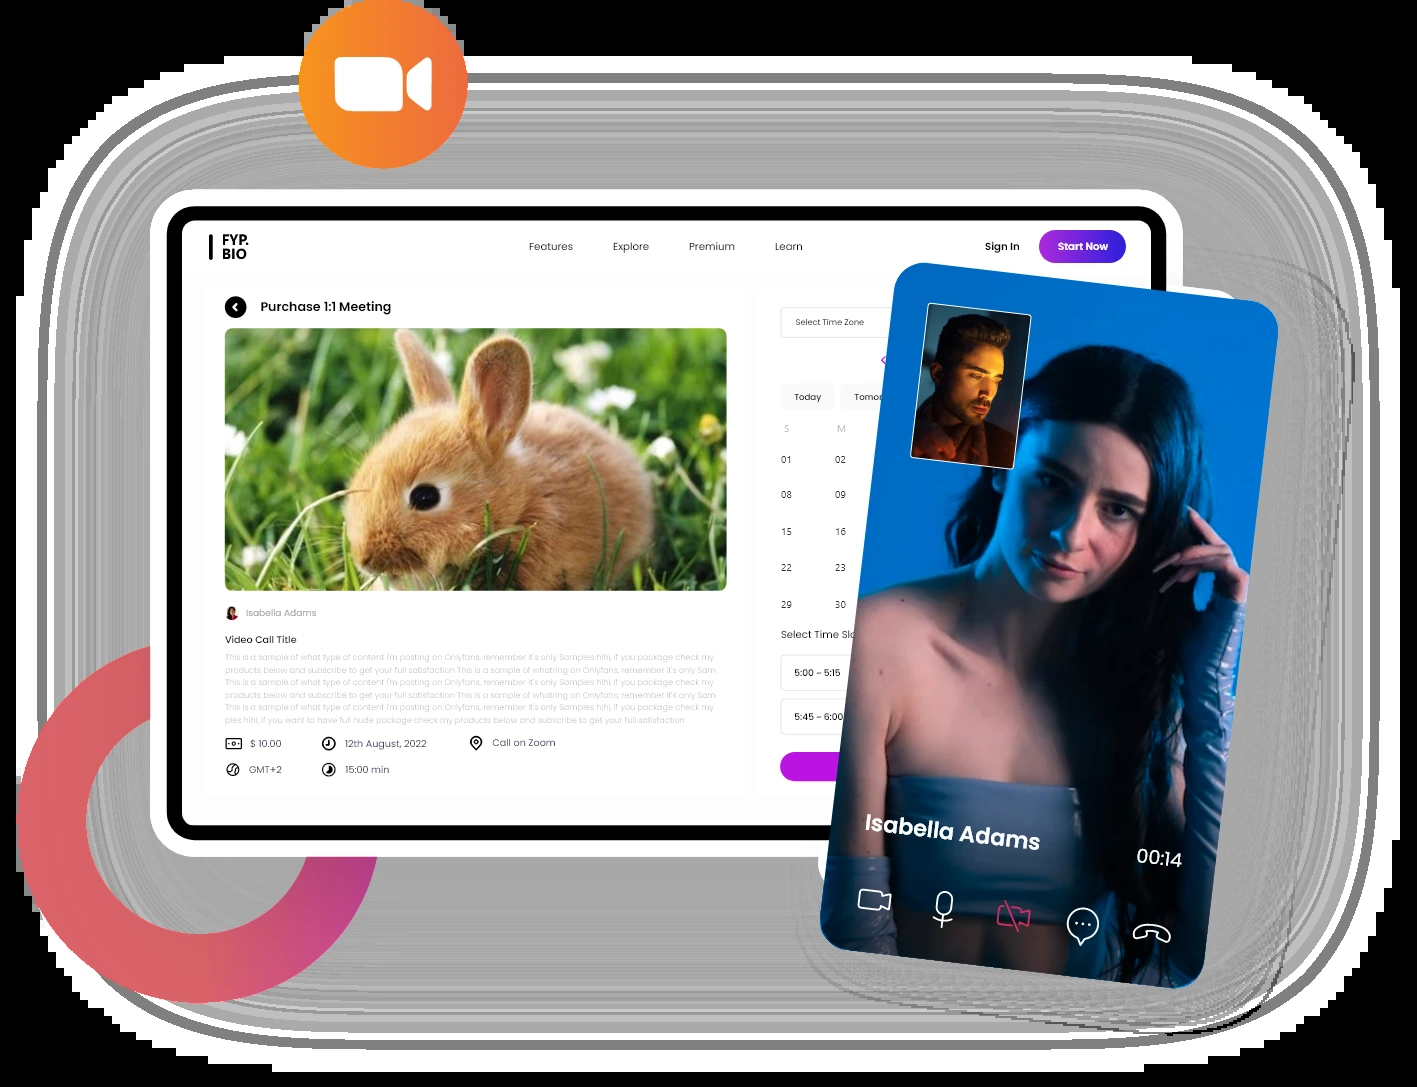 FYP.
BIO
Features
Explore
Premium
Learn
Sign In
Start Now
Purchase 1:1 Meeting
Isabella Adams
Video Call Title
This is a sample of what type of content I'm posting on Onlyfans, remember it's only Samples hihi, if you package check my
products below and subscribe to get your full satisfaction This is a sample of whatring on Onlyfans, remember it's only Sam
This is a sample of what type of content I'm posting on Onlyfans, remember it's only Samples hihi, if you package check my
products below and subscribe to get your full satisfaction This is a sample of whatring on Onlyfans, remember it's only Sam
This is a sample of what type of content I'm posting on Onlyfans, remember it's only Samples hihi, if you package check my
ples hihi, if you want to have full nude package check my products below and subscribe to get your full satisfaction
$ 10.00
12th August, 2022
Call on Zoom
GMT+2
15:00 min
Select Time Zone
Today
Tomor
S
M
01
02
08
09
15
16
22
23
29
30
Select Time Slo
5:00 ~ 5:15
5:45 ~ 6:00
Isabella Adams
00:14